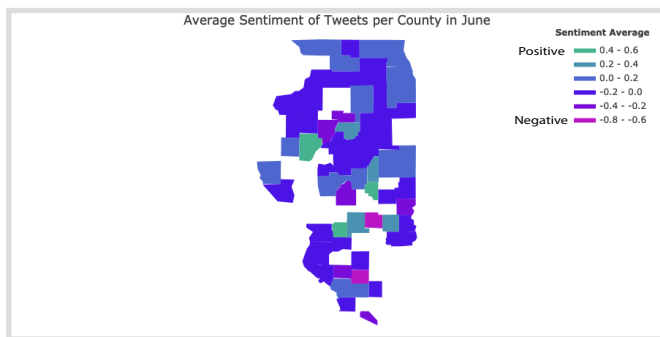 Average Sentiment of Tweets per County in June
Sentiment Average
Positive
0.4 - 0.6
0.2 - 0.4
0.0 - 0.2
-0.2 - 0.0
-0.4 - -0.2
Negative
-0.8 - -0.6